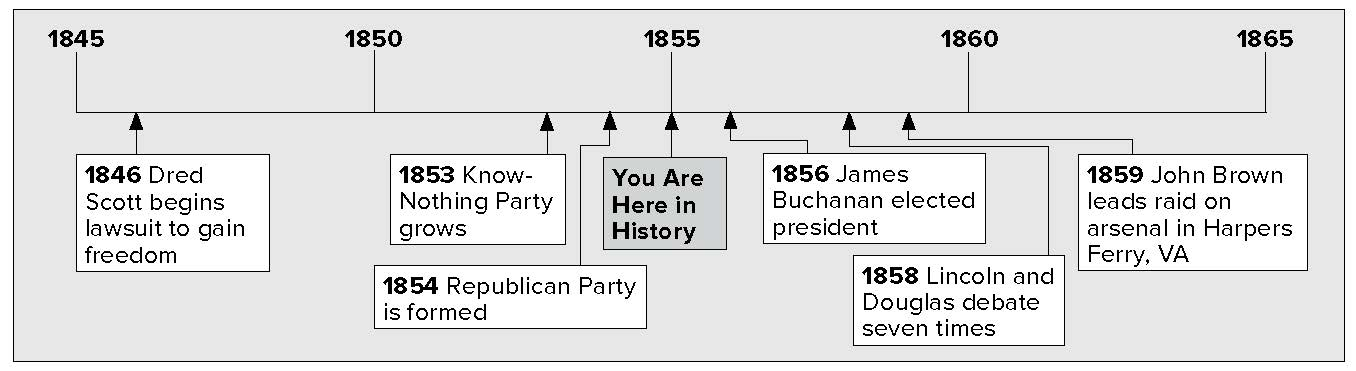 1845 1850 1855 1860 1865
1846 Dred
Scott begins
lawsuit to gain
freedom
1853 Know-
Nothing Party
grows
1854 Republican Party
is formed
You Are
Here in
History
1856 James
Buchanan elected
president
1858 Lincoln and
Douglas debate
seven times
1859 John Brown
leads raid on
arsenal in Harpers
Ferry, VA